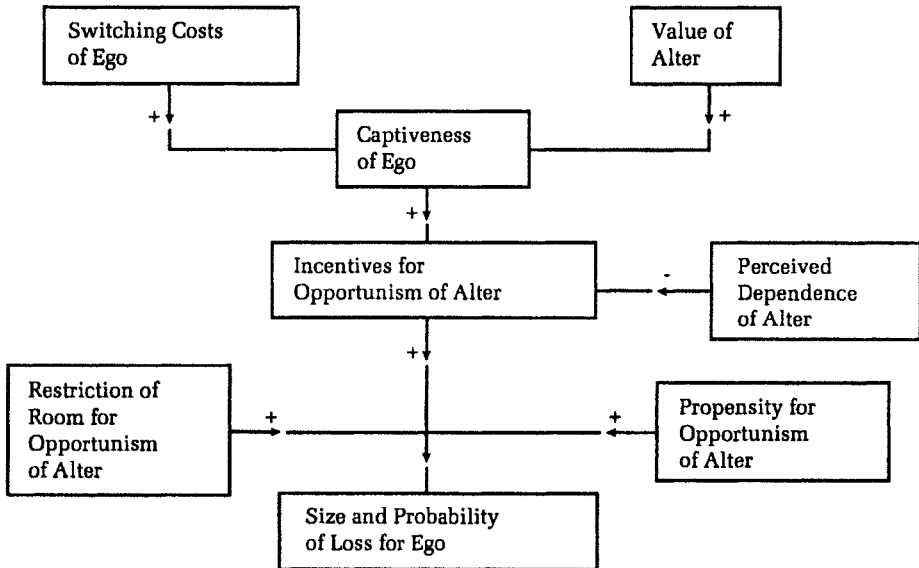 Switching Costs
of Ego
Value of
Alter
+
+
Captiveness
of Ego
+
Incentives for
Opportunism of Alter
-
Perceived
Dependence
of Alter
+
Restriction of
Room for
Opportunism
of Alter
+
+
Propensity for
Opportunism
of Alter
Size and Probability
of Loss for Ego